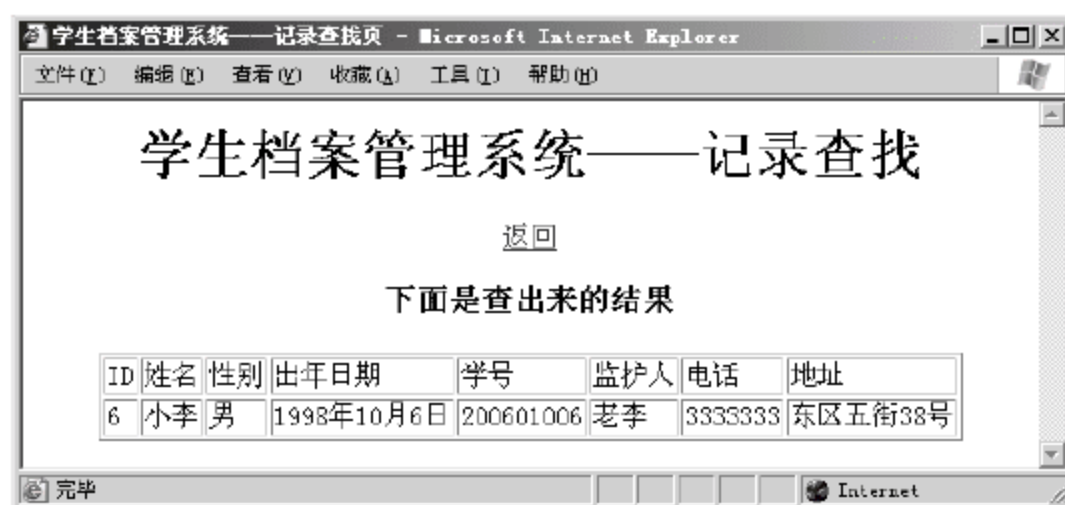 学生档案管理系统——记录查找页 - Microsoft Internet Explorer
文件(F) 编辑(E) 查看(V) 收藏(A) 工具(T) 帮助(H)
学生档案管理系统——记录查找
返回
下面是查出来的结果
ID 姓名 性别 出年日期 学号 监护人 电话 地址
6 小李 男 1998年10月6日 200601006 老李 3333333 东区五街38号
完毕 Internet